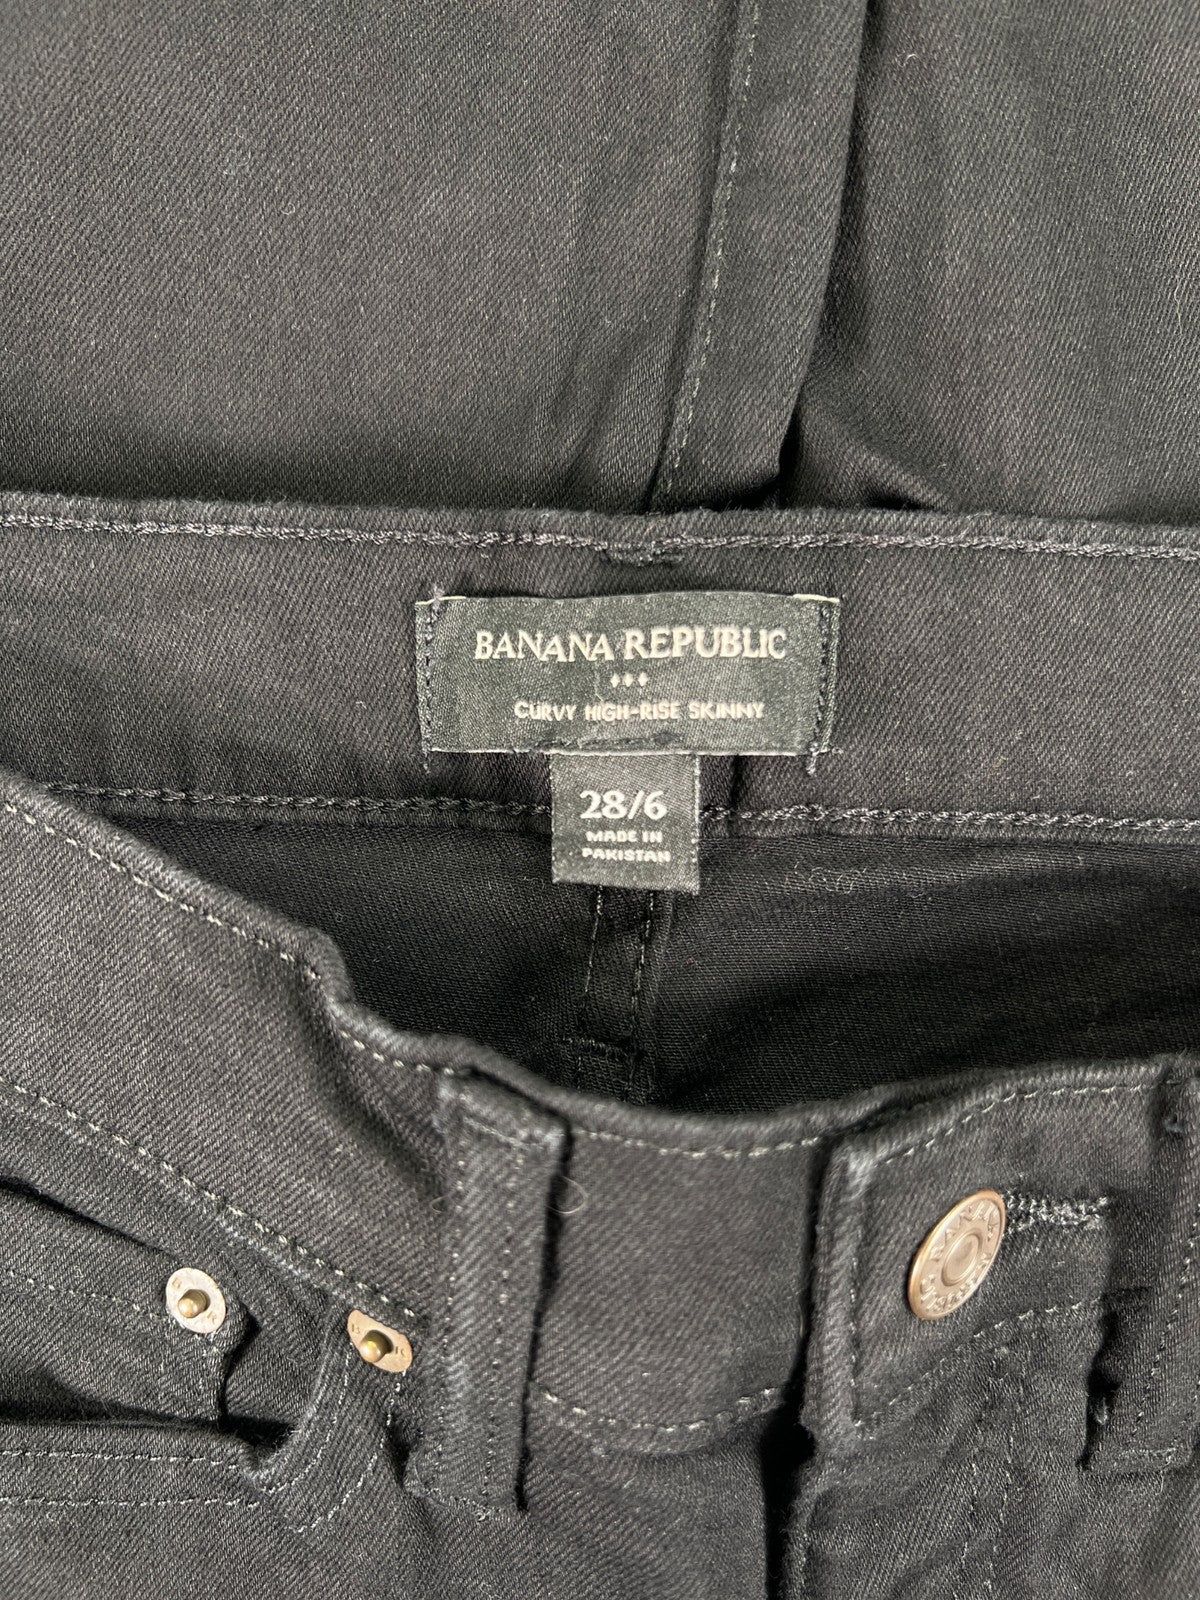 BANANA REPUBLIC
CURVY HIGH-RISE SKINNY
28/6
MADE IN
PAKISTAN